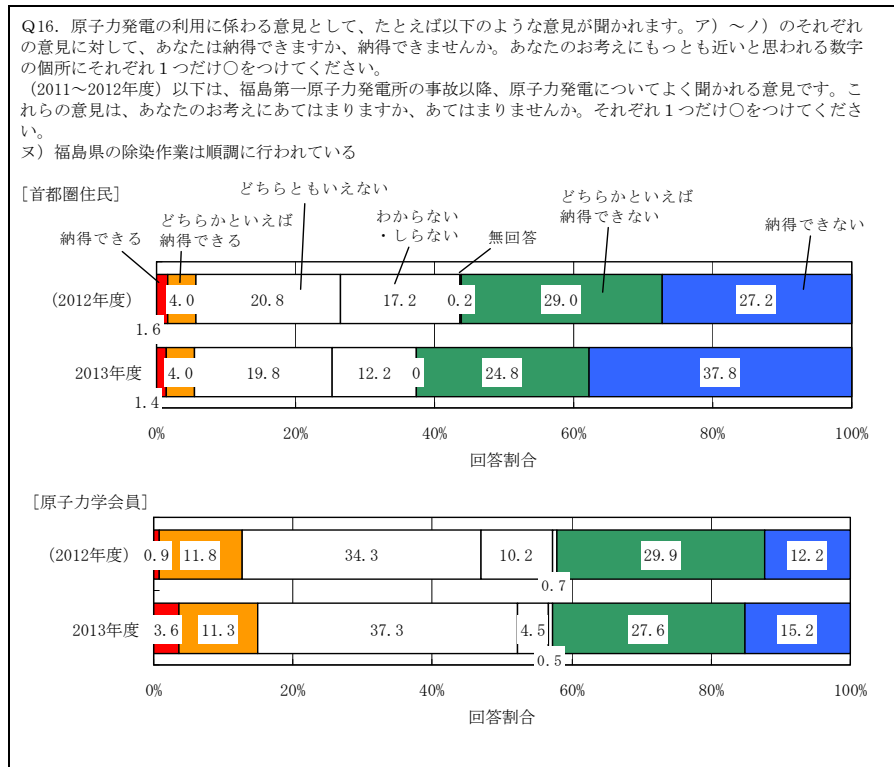 Q16．原子力発電の利用に係わる意見として、たとえば以下のような意見が聞かれます。ア）～ノ）のそれぞれ
の意見に対して、あなたは納得できますか、納得できませんか。あなたのお考えにもっとも近いと思われる数字
の個所にそれぞれ１つだけ○をつけてください。
（2011～2012年度）以下は、福島第一原子力発電所の事故以降、原子力発電についてよく聞かれる意見です。こ
れらの意見は、あなたのお考えにあてはまりますか、あてはまりませんか。それぞれ１つだけ○をつけてくださ
い。
ヌ）福島県の除染作業は順調に行われている
［首都圏住民］
納得できる
どちらかといえば
納得できる
どちらともいえない
わからない
・しらない
無回答
どちらかといえば
納得できない
納得できない
(2012年度)
1.6
4.0
20.8
17.2
0.2
29.0
27.2
2013年度
1.4
4.0
19.8
12.2
0
24.8
37.8
0%
20%
40%
60%
80%
100%
回答割合
［原子力学会員］
(2012年度)
0.9
11.8
34.3
10.2
0.7
29.9
12.2
2013年度
3.6
11.3
37.3
4.5
0.5
27.6
15.2
0%
20%
40%
60%
80%
100%
回答割合